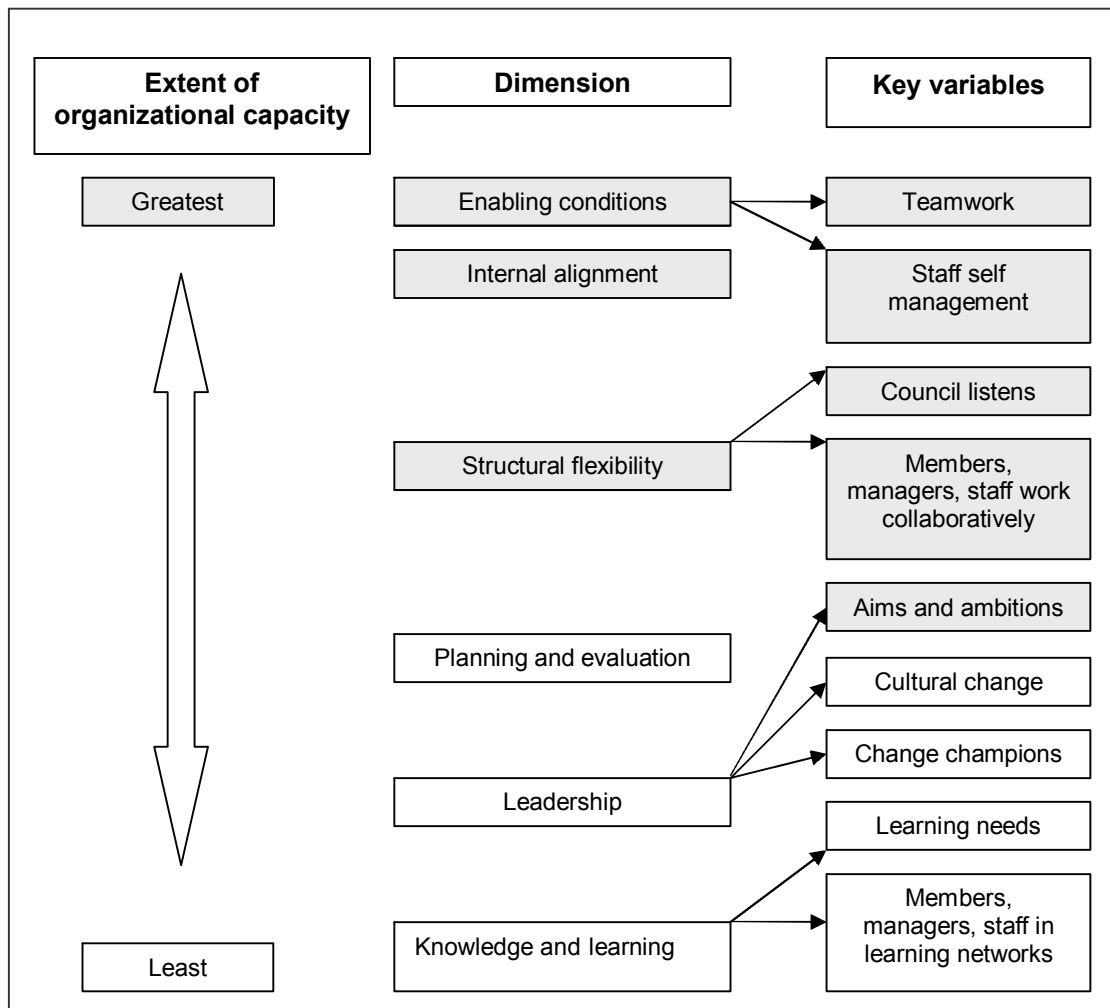 Extent of
organizational capacity
Dimension
Key variables
Greatest
Enabling conditions
Teamwork
Internal alignment
Staff self
management
Council listens
Structural flexibility
Members,
managers, staff work
collaboratively
Aims and ambitions
Planning and evaluation
Cultural change
Change champions
Leadership
Learning needs
Members,
managers, staff in
learning networks
Knowledge and learning
Least